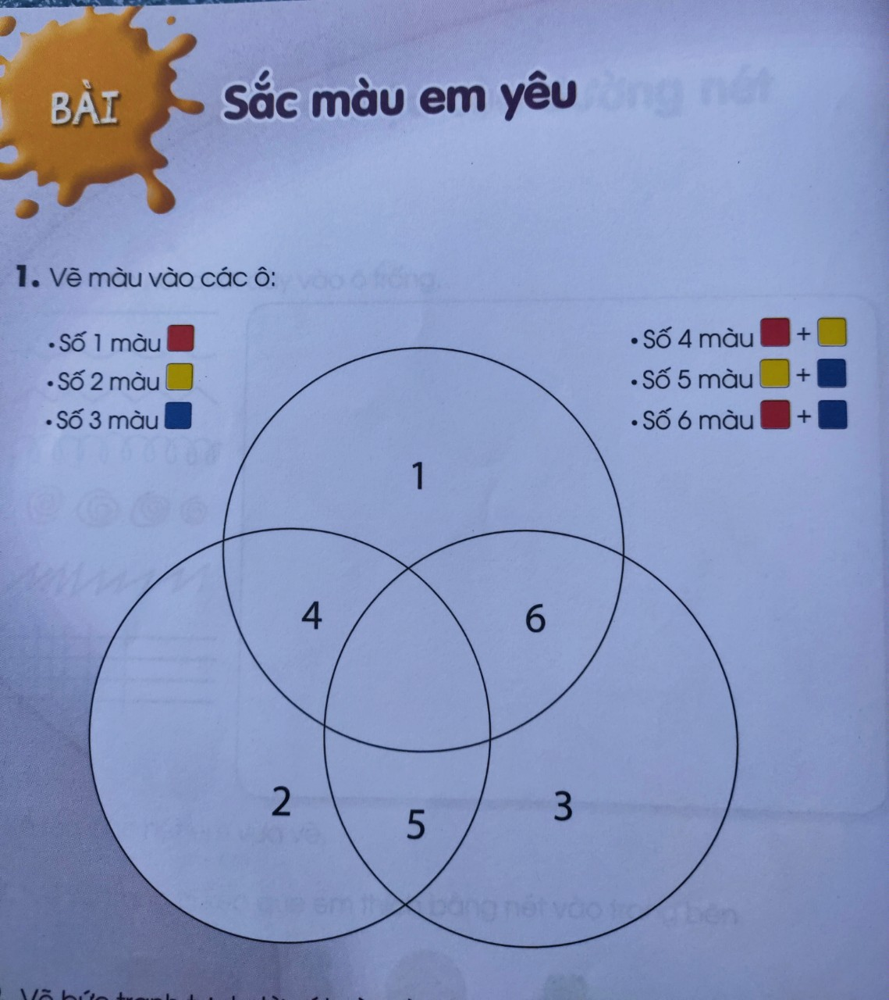 BÀI
Sắc màu em yêu
1. Vẽ màu vào các ô:
• Số 1 màu
• Số 2 màu
• Số 3 màu
• Số 4 màu +
• Số 5 màu +
• Số 6 màu +
1
4
6
2
5
3